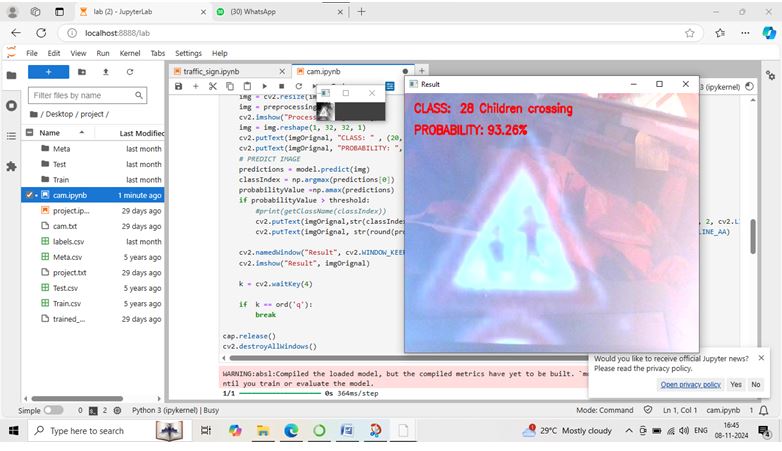 lab (2) - JupyterLab
(30) WhatsApp
localhost:8888/lab
File Edit View Run Kernel Tabs Settings Help
traffic_sign.ipynb
cam.ipynb
Filter files by name
/ Desktop / project /
Name
Last Modified
Meta last month
Test last month
Train last month
cam.ipynb 1 minute ago
project.ip... 29 days ago
cam.txt 29 days ago
labels.csv last month
Meta.csv 5 years ago
project.txt 29 days ago
Test.csv 5 years ago
Train.csv 5 years ago
trained_... 29 days ago
3 (ipykernel)
img = cv2.resize(im
img = preprocessing
cv2.imshow("Process
img = img.reshape(1, 32, 32, 1)
cv2.putText(imgOrignal, "CLASS: " , (20,
cv2.putText(imgOrignal, "PROBABILITY: ",
# PREDICT IMAGE
predictions = model.predict(img)
classIndex = np.argmax(predictions[0])
probabilityValue =np.amax(predictions)
if probabilityValue > threshold:
#print(getClassName(classIndex))
cv2.putText(imgOrignal,str(classInde
, 2, cv2.LI
cv2.putText(imgOrignal, str(round(pro
LINE_AA)
cv2.namedWindow("Result", cv2.WINDOW_KEE
cv2.imshow("Result", imgOrignal)
k = cv2.waitKey(4)
if k == ord('q'):
break
cap.release()
cv2.destroyAllWindows()
WARNING:absl:Compiled the loaded model, but the compiled metrics have yet to be built. `m
ntil you train or evaluate the model.
1/1 0s 364ms/step
Result
CLASS: 28 Children crossing
PROBABILITY: 93.26%
Would you like to receive official Jupyter news?
Please read the privacy policy.
Open privacy policy Yes No
Simple 0 2 Python 3 (ipykernel) | Busy
Mode: Command Ln 1, Col 1 cam.ipynb 1
Type here to search
29°C Mostly cloudy
ENG
16:45
08-11-2024